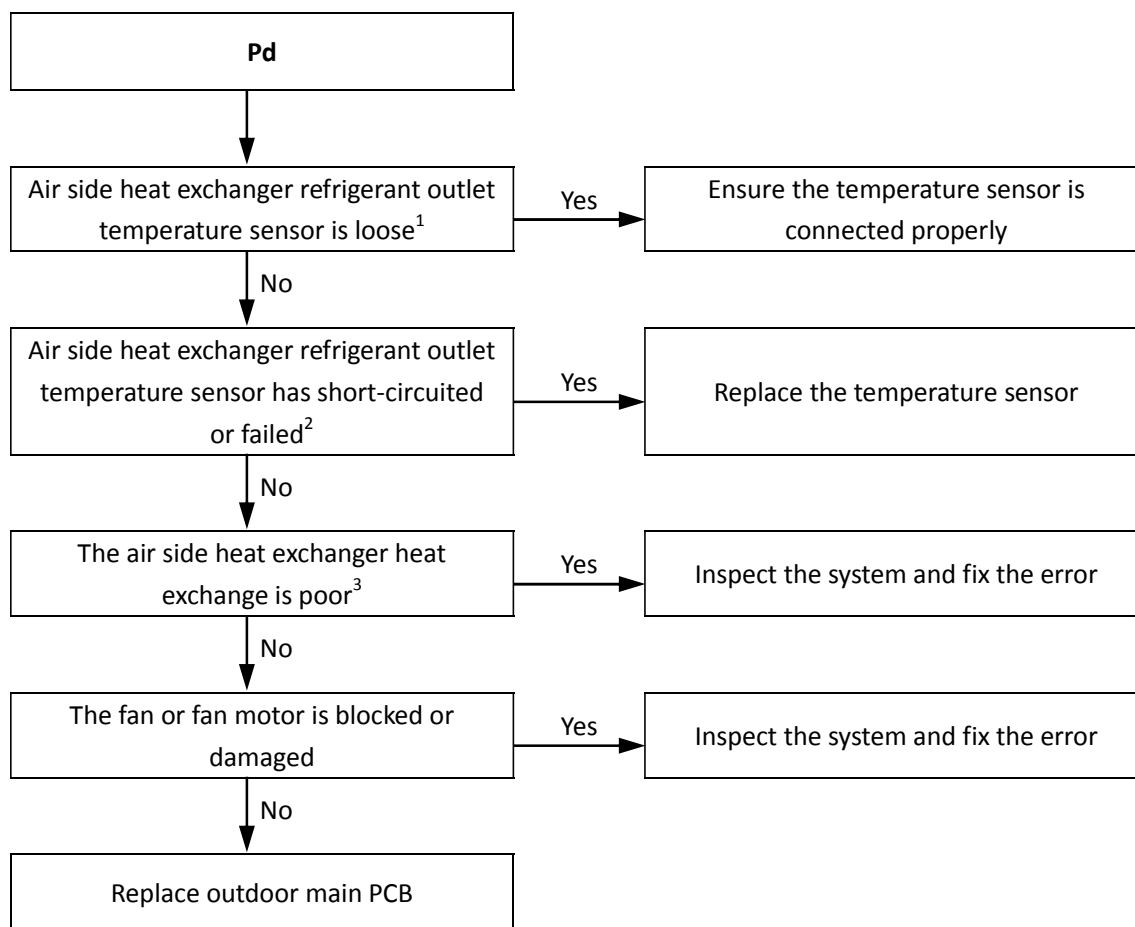 Pd
Air side heat exchanger refrigerant outlet
temperature sensor is loose¹
Yes
Ensure the temperature sensor is
connected properly
No
Air side heat exchanger refrigerant outlet
temperature sensor has short-circuited
or failed²
Yes
Replace the temperature sensor
No
The air side heat exchanger heat
exchange is poor³
Yes
Inspect the system and fix the error
No
The fan or fan motor is blocked or
damaged
Yes
Inspect the system and fix the error
No
Replace outdoor main PCB